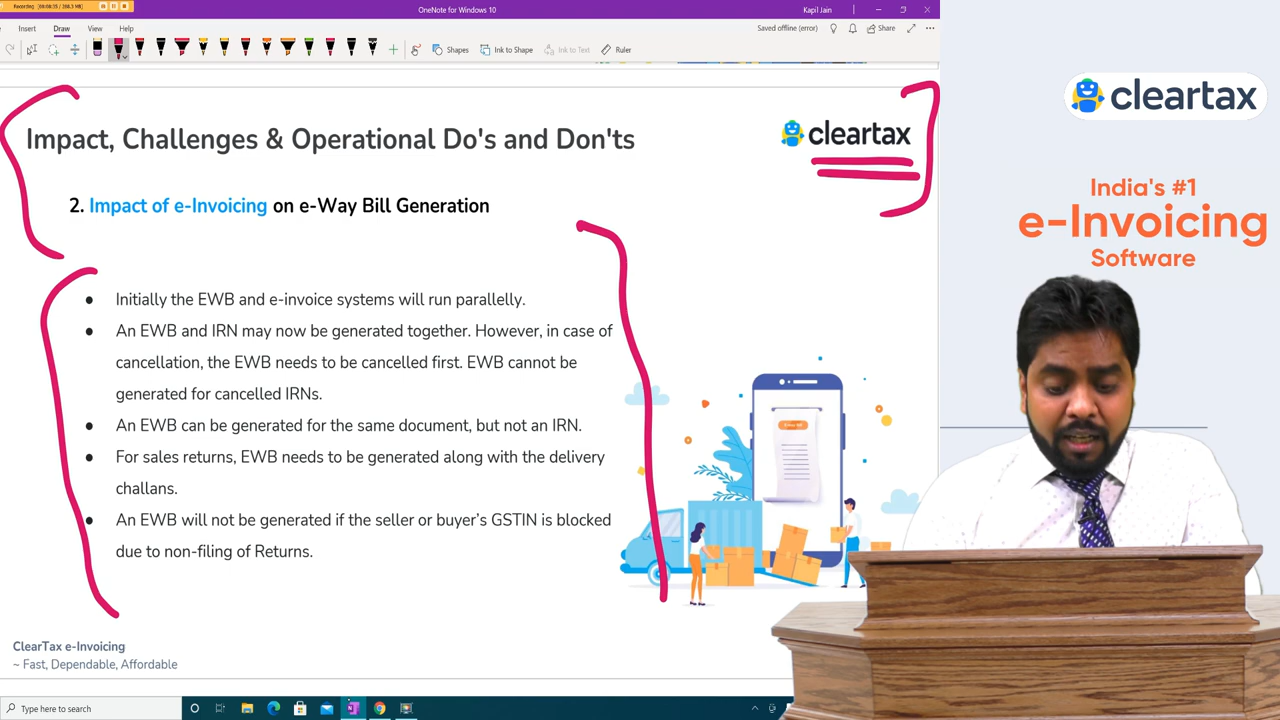 Recording
OneNote for Windows 10
Kapil Jain
Insert Draw View Help
Saved offline (error)
Share
Shapes
Ink to Shape
Ink to Text
Ruler
cleartax
India's #1
e-Invoicing
Software
Impact, Challenges & Operational Do's and Don'ts
cleartax
2. Impact of e-Invoicing on e-Way Bill Generation
● Initially the EWB and e-invoice systems will run parallelly.
● An EWB and IRN may now be generated together. However, in case of
cancellation, the EWB needs to be cancelled first. EWB cannot be
generated for cancelled IRNs.
● An EWB can be generated for the same document, but not an IRN.
● For sales returns, EWB needs to be generated along with the delivery
challans.
● An EWB will not be generated if the seller or buyer's GSTIN is blocked
due to non-filing of Returns.
ClearTax e-Invoicing
~ Fast, Dependable, Affordable
Type here to search